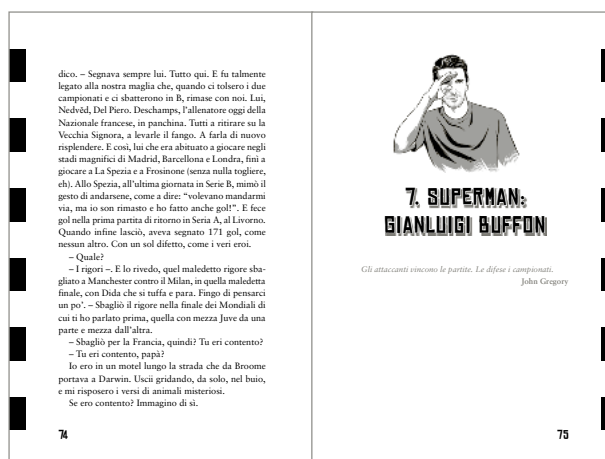 dico. – Segnava sempre lui. Tutto qui. E fu talmente
legato alla nostra maglia che, quando ci tolsero i due
campionati e ci sbatterono in B, rimase con noi. Lui,
Nedvěd, Del Piero. Deschamps, l'allenatore oggi della
Nazionale francese, in panchina. Tutti a ritirare su la
Vecchia Signora, a levarle il fango. A farla di nuovo
risplendere. E così, lui che era abituato a giocare negli
stadi magnifici di Madrid, Barcellona e Londra, finì a
giocare a La Spezia e a Frosinone (senza nulla togliere,
eh). Allo Spezia, all'ultima giornata in Serie B, mimò il
gesto di andarsene, come a dire: "volevano mandarmi
via, ma io son rimasto e ho fatto anche gol!". E fece
gol nella prima partita di ritorno in Seria A, al Livorno.
Quando infine lasciò, aveva segnato 171 gol, come
nessun altro. Con un sol difetto, come i veri eroi.
– Quale?
– I rigori –. E lo rivedo, quel maledetto rigore sba-
gliato a Manchester contro il Milan, in quella maledetta
finale, con Dida che si tuffa e para. Fingo di pensarci
un po'. – Sbagliò il rigore nella finale dei Mondiali di
cui ti ho parlato prima, quella con mezza Juve da una
parte e mezza dall'altra.
– Sbagliò per la Francia, quindi? Tu eri contento?
– Tu eri contento, papà?
Io ero in un motel lungo la strada che da Broome
portava a Darwin. Uscii gridando, da solo, nel buio,
e mi risposero i versi di animali misteriosi.
Se ero contento? Immagino di sì.
74
7. SUPERMAN:
GIANLUIGI BUFFON
Gli attaccanti vincono le partite. Le difese i campionati.
John Gregory
75